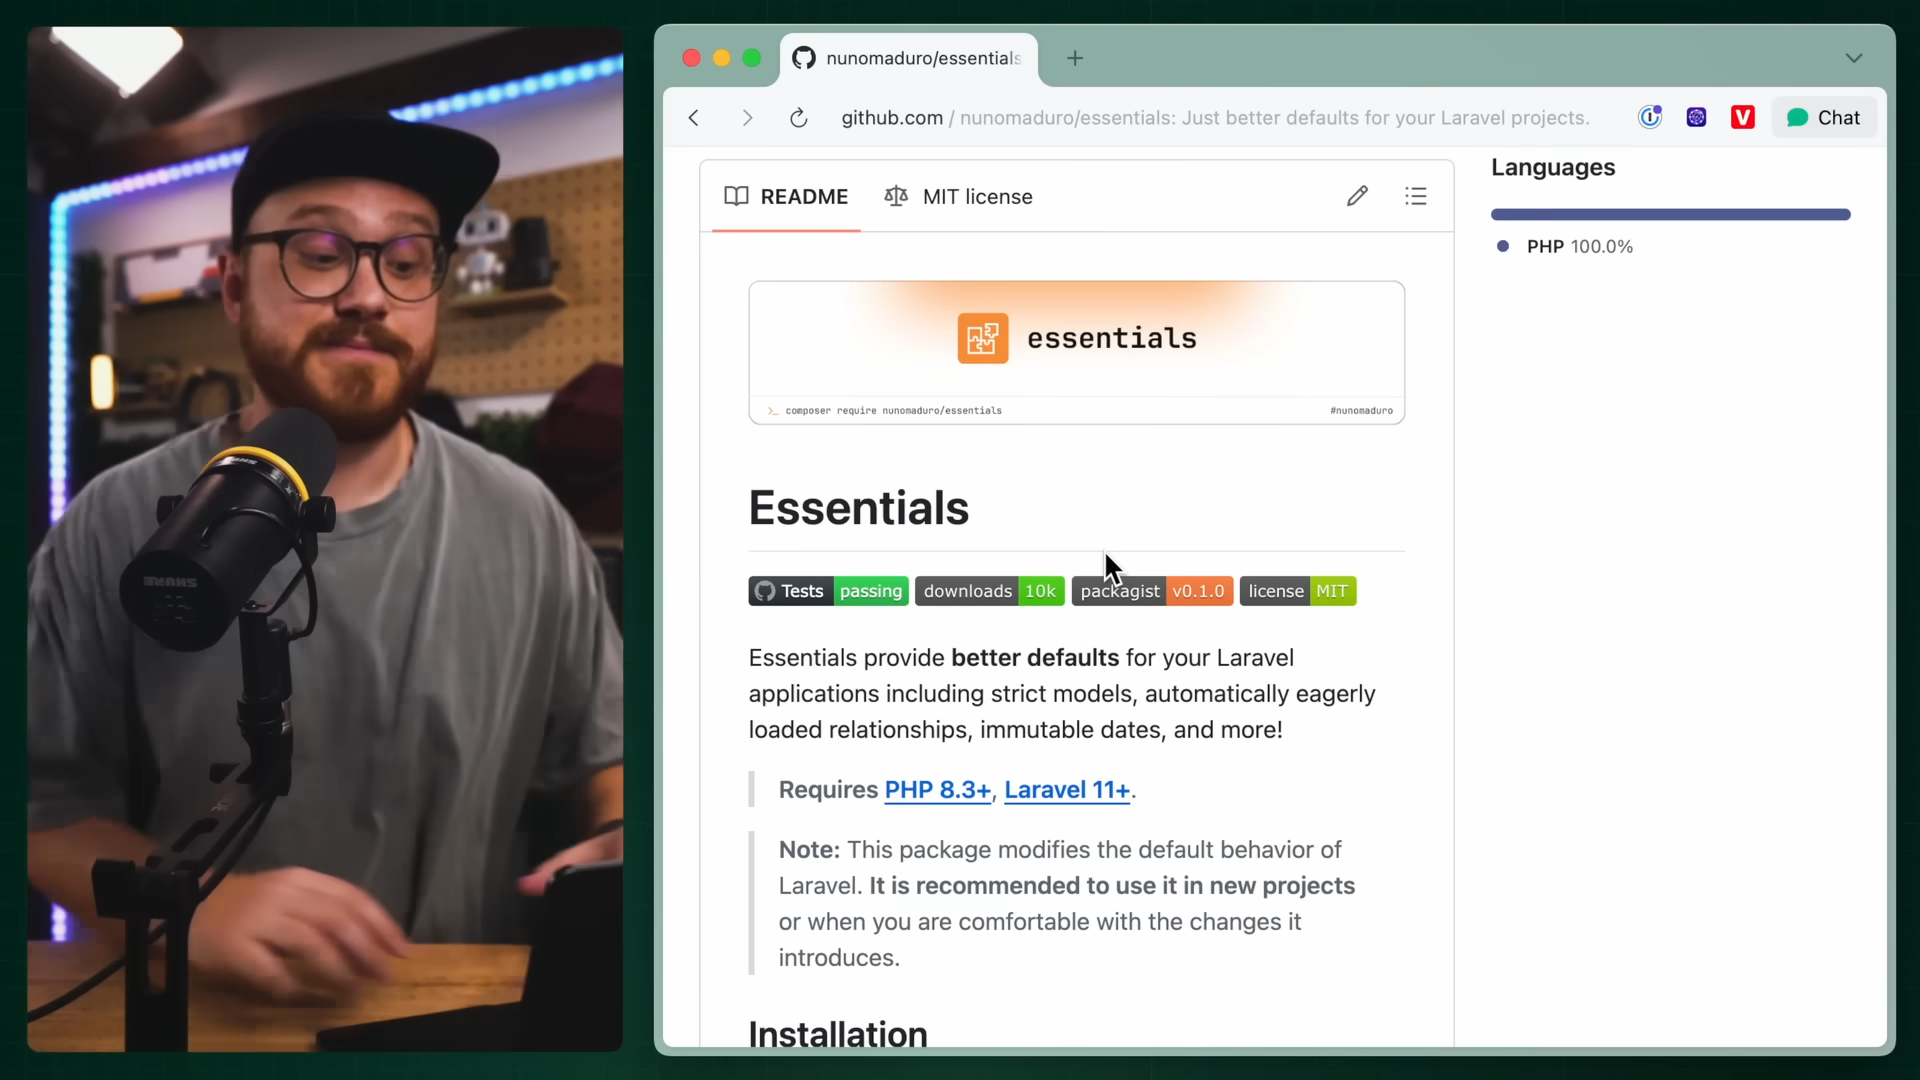 SHURE
SHURE
nunomaduro/essentials
github.com / nunomaduro/essentials: Just better defaults for your Laravel projects.
Chat
README
MIT license
essentials
>_ composer require nunomaduro/essentials
#nunomaduro
Essentials
Tests passing
downloads 10k
packagist v0.1.0
license MIT
Essentials provide better defaults for your Laravel
applications including strict models, automatically eagerly
loaded relationships, immutable dates, and more!
Requires PHP 8.3+, Laravel 11+.
Note: This package modifies the default behavior of
Laravel. It is recommended to use it in new projects
or when you are comfortable with the changes it
introduces.
Installation
Languages
PHP 100.0%